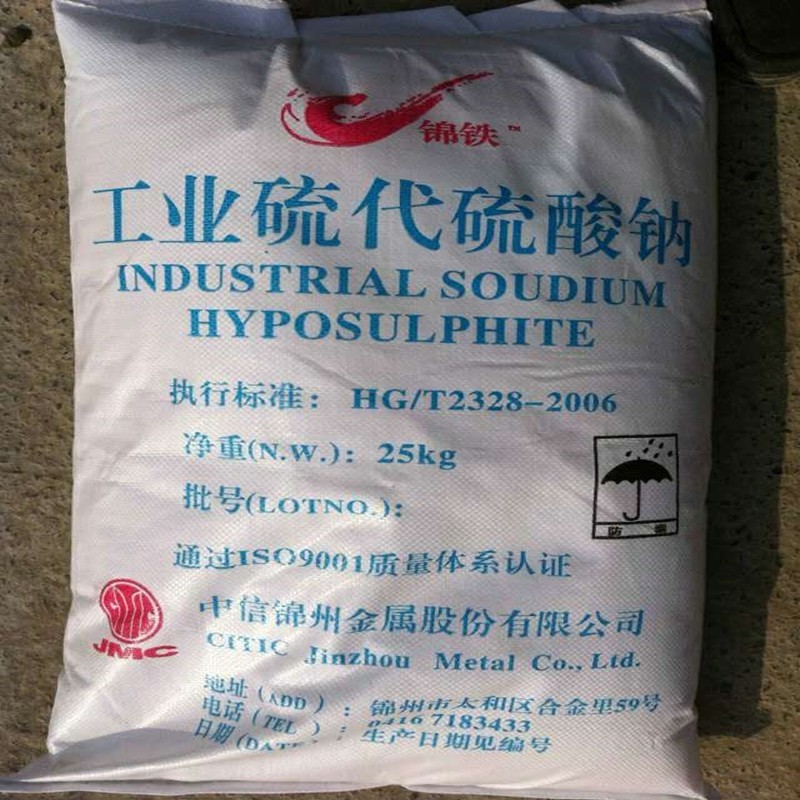 锦铁™
工业硫代硫酸钠
INDUSTRIAL SOUDIUM
HYPOSULPHITE
执行标准： HG/T2328-2006
净重(N.W.)： 25kg
批号(LOTNO.):
防
通过ISO9001质量体系认证
JMC
中信锦州金属股份有限公司
CITIC Jinzhou Metal Co., Ltd.
地址 (ADD ) ： 锦州市太和区合金里59号
电话 (TEL ) ： 0416 7183433
日期 (DATE 生产日期见编号